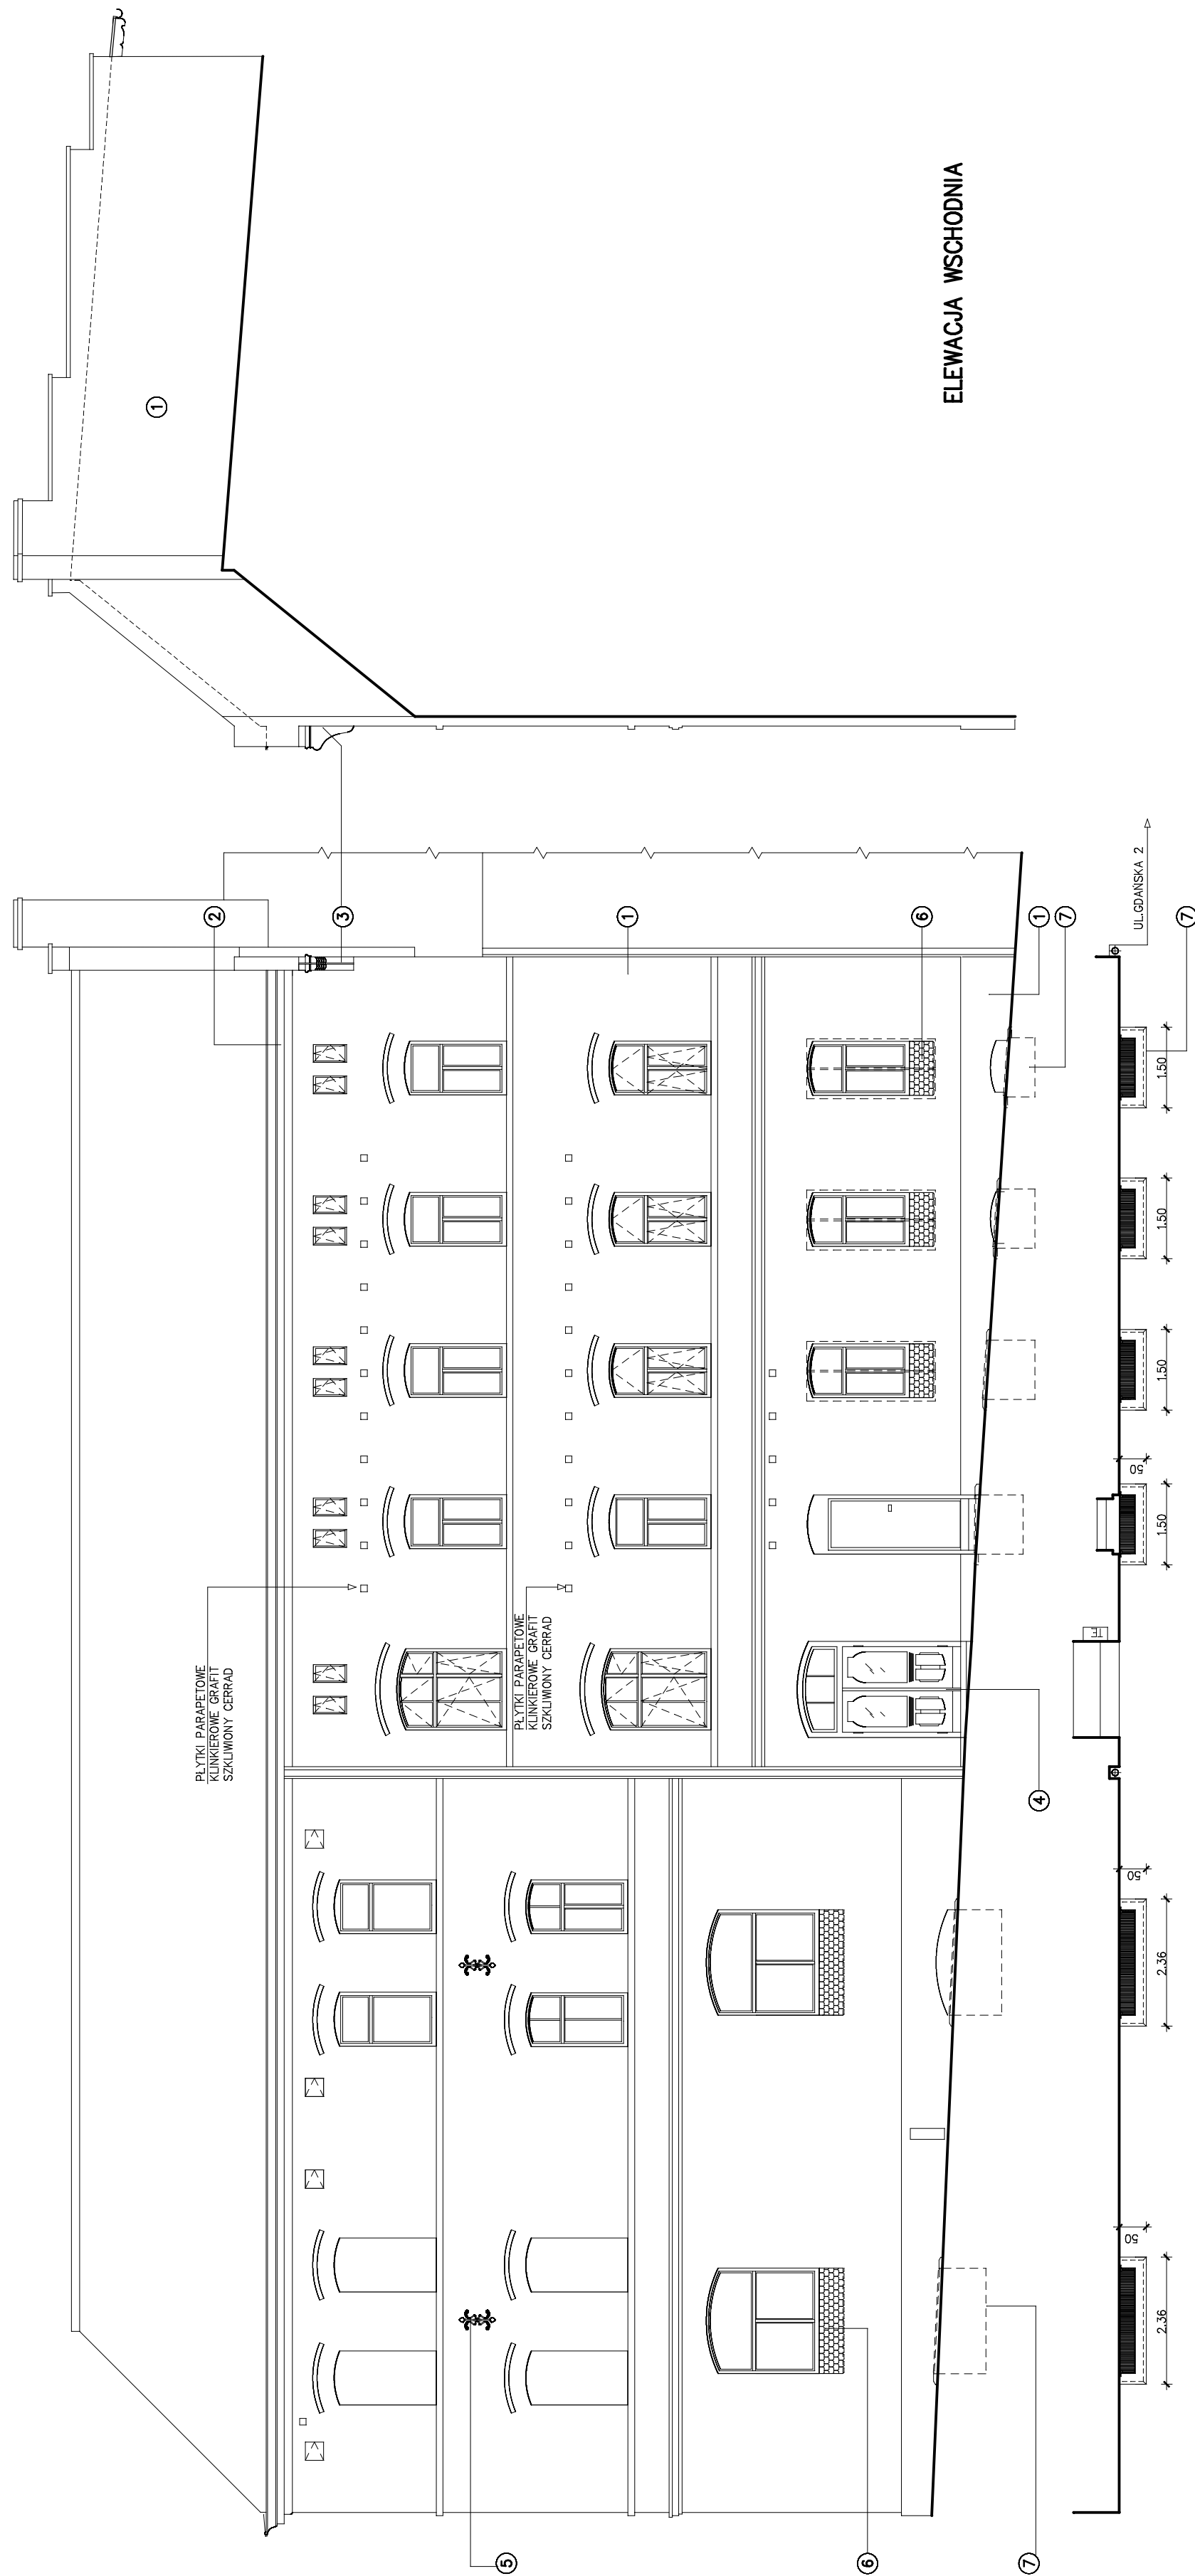 ELEWACJA WSCHODNIA
1
2
3
1
6
1
7
UL.GDAŃSKA 2
7
PŁYTKI PARAPETOWE
KLINKIEROWE GRAFIT
SZKLIWIONY CERRAD
PŁYTKI PARAPETOWE
KLINKIEROWE GRAFIT
SZKLIWIONY CERRAD
4
5
6
7
TE
2.36
50
2.36
50
1.50
50
1.50
1.50
1.50